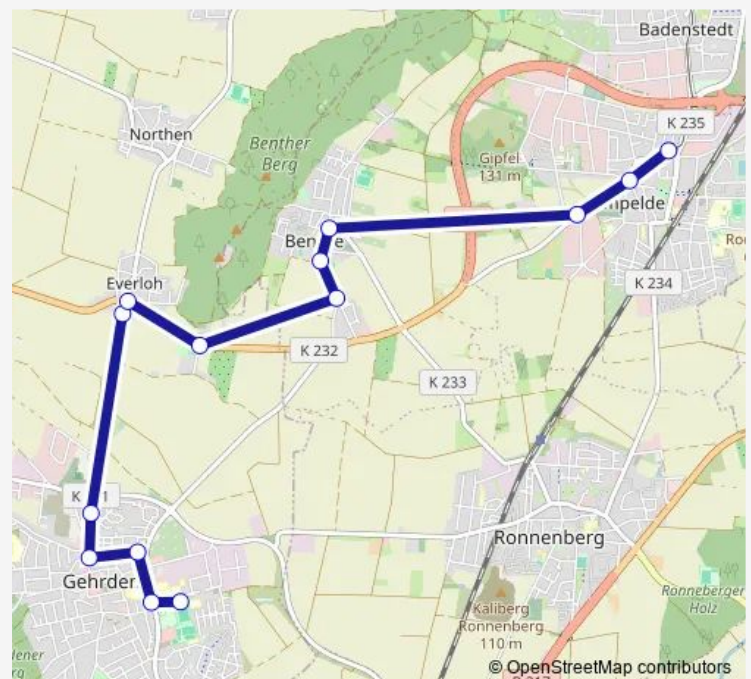 Badenstedt
K 235
Northen
Benther
Berg
Gipfel
131 m
Everloh
K 234
K 232
K 233
Gehrden
Ronnenberg
Ronneberger
Holz
Kaliberg
Ronnenberg
110 m
© OpenStreetMap contributors